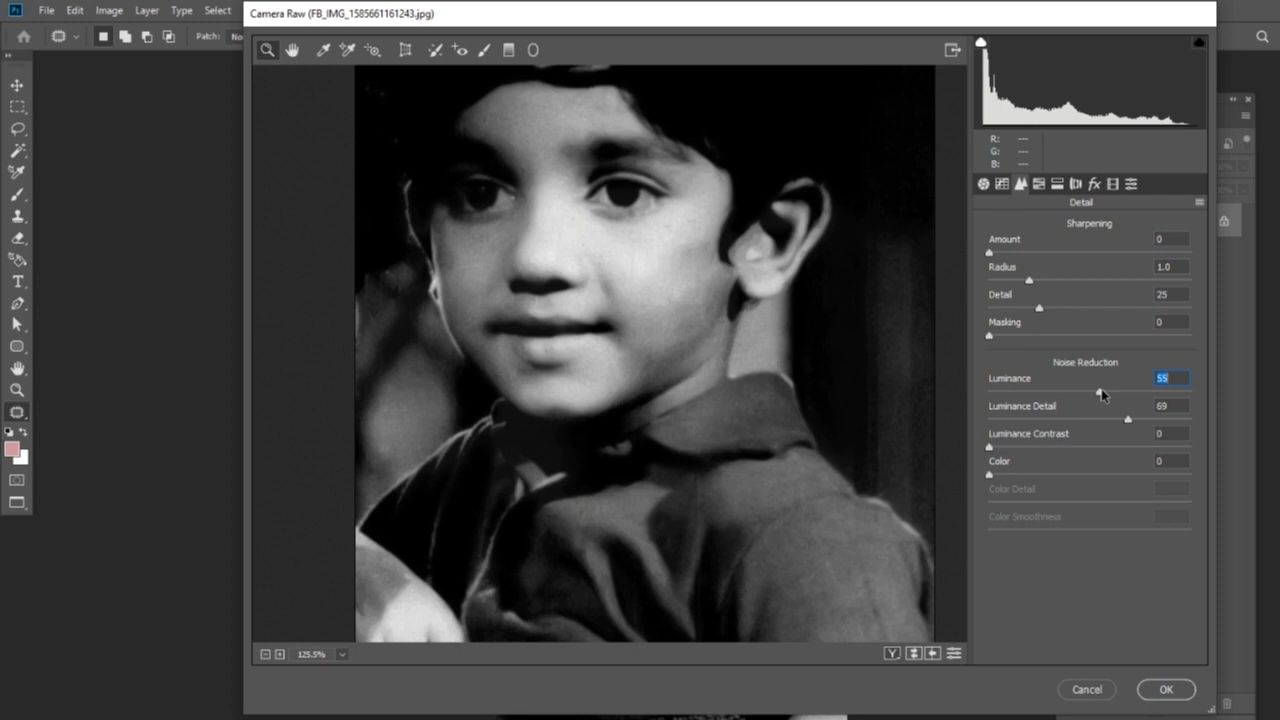 Ps File Edit Image Layer Type Select
Camera Raw (FB_IMG_1585661161243.jpg)
Patch: No
R: ---
G: ---
B: ---
Detail
Sharpening
Amount 0
Radius 1.0
Detail 25
Masking 0
Noise Reduction
Luminance 55
Luminance Detail 69
Luminance Contrast 0
Color 0
Color Detail
Color Smoothness
125.5%
Y
Cancel OK